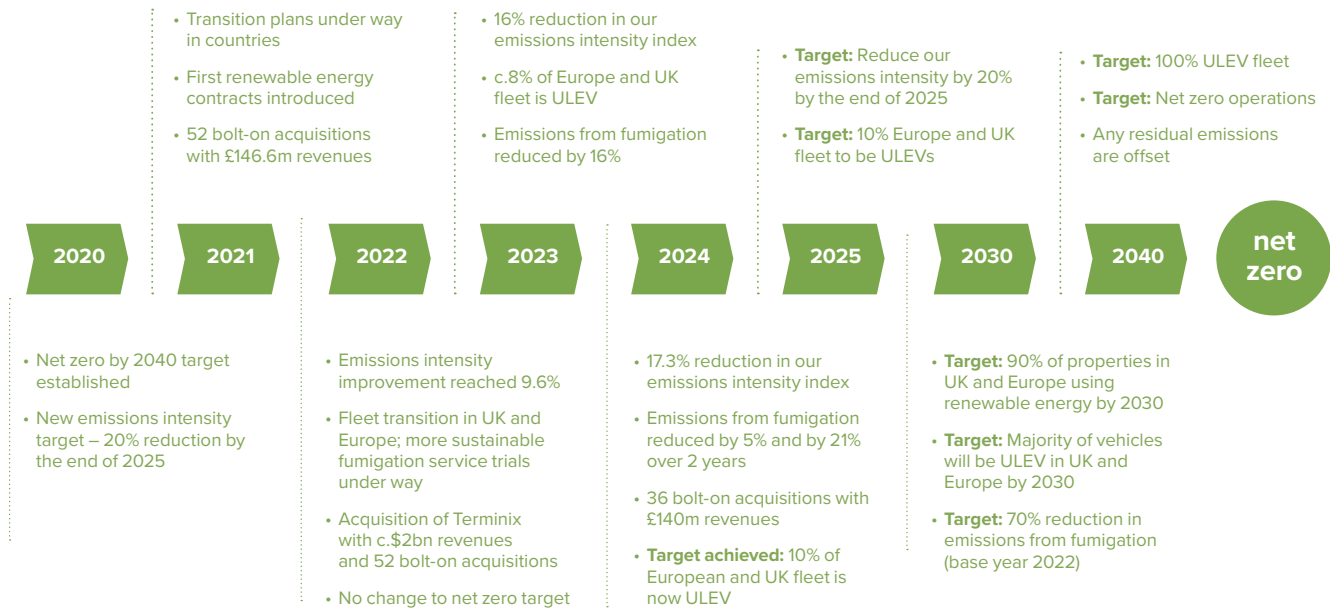 • Transition plans under way
in countries
• First renewable energy
contracts introduced
• 52 bolt-on acquisitions
with £146.6m revenues
• 16% reduction in our
emissions intensity index
• c.8% of Europe and UK
fleet is ULEV
• Emissions from fumigation
reduced by 16%
• Target: Reduce our
emissions intensity by 20%
by the end of 2025
• Target: 10% Europe and UK
fleet to be ULEVs
• Target: 100% ULEV fleet
• Target: Net zero operations
• Any residual emissions
are offset
2020
2021
2022
2023
2024
2025
2030
2040
net
zero
• Net zero by 2040 target
established
• New emissions intensity
target – 20% reduction by
the end of 2025
• Emissions intensity
improvement reached 9.6%
• Fleet transition in UK and
Europe; more sustainable
fumigation service trials
under way
• Acquisition of Terminix
with c.$2bn revenues
and 52 bolt-on acquisitions
• No change to net zero target
• 17.3% reduction in our
emissions intensity index
• Emissions from fumigation
reduced by 5% and by 21%
over 2 years
• 36 bolt-on acquisitions with
£140m revenues
• Target achieved: 10% of
European and UK fleet is
now ULEV
• Target: 90% of properties in
UK and Europe using
renewable energy by 2030
• Target: Majority of vehicles
will be ULEV in UK and
Europe by 2030
• Target: 70% reduction in
emissions from fumigation
(base year 2022)